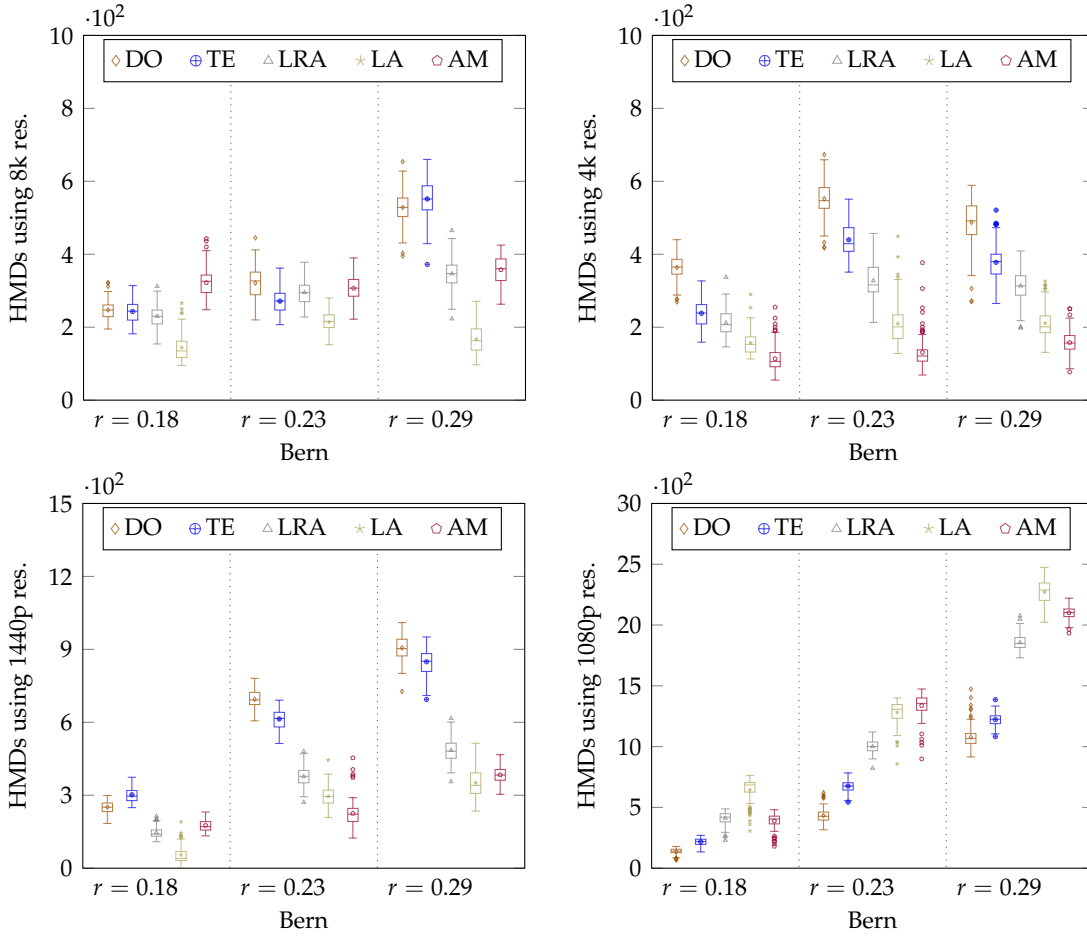 ·10²
10
8
6
4
2
0
HMDs using 8k res.
DO TE LRA LA AM
r = 0.18 r = 0.23 r = 0.29
Bern
·10²
10
8
6
4
2
0
HMDs using 4k res.
DO TE LRA LA AM
r = 0.18 r = 0.23 r = 0.29
Bern
·10²
15
12
9
6
3
0
HMDs using 1440p res.
DO TE LRA LA AM
r = 0.18 r = 0.23 r = 0.29
Bern
·10²
30
25
20
15
10
5
0
HMDs using 1080p res.
DO TE LRA LA AM
r = 0.18 r = 0.23 r = 0.29
Bern